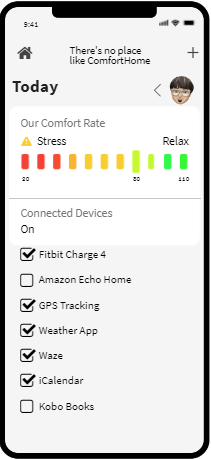 9:41
There's no place
like ComfortHome
Today
Our Comfort Rate
Stress Relax
20 80 110
Connected Devices
On
Fitbit Charge 4
Amazon Echo Home
GPS Tracking
Weather App
Waze
iCalendar
Kobo Books